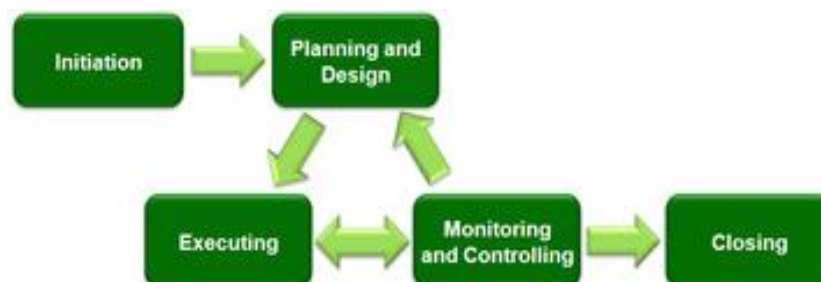 Initiation
Planning and
Design
Executing
Monitoring
and Controlling
Closing